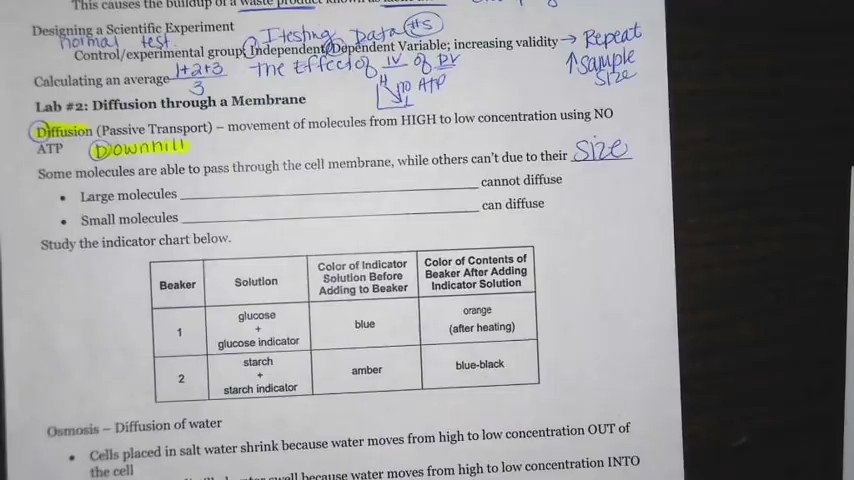 This causes the buildup of a waste product known as
Designing a Scientific Experiment
normal test Itesting Data #s
Control/experimental group; Independent/Dependent Variable; increasing validity → Repeat
↑ Sample Size
Calculating an average 1+2+3/3 The Effect of IV of DV
no ATP
Lab #2: Diffusion through a Membrane
Diffusion (Passive Transport) – movement of molecules from HIGH to low concentration using NO
ATP Downhill
Some molecules are able to pass through the cell membrane, while others can't due to their size
• Large molecules ____ cannot diffuse
• Small molecules ____ can diffuse
Study the indicator chart below.
Beaker Solution Color of Indicator Solution Before Adding to Beaker Color of Contents of Beaker After Adding Indicator Solution
1 glucose + glucose indicator blue orange (after heating)
2 starch + starch indicator amber blue-black
Osmosis – Diffusion of water
• Cells placed in salt water shrink because water moves from high to low concentration OUT of
the cell
swell because water moves from high to low concentration INTO